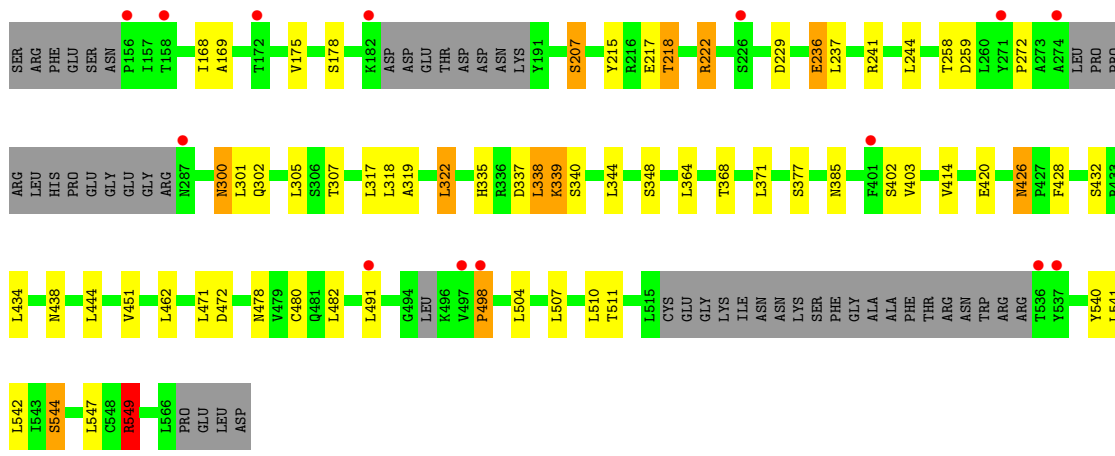 SER ARG PHE GLU SER ASN P156 I157 T158 I168 A169 T172 V175 S178 K182 ASP ASP GLU THR ASP ASP ASN LYS Y191 S207 Y215 R216 E217 T218 R222 S226 D229 E236 L237 R241 L244 T258 D259 L260 Y271 P272 A273 A274 LEU PRO PRO
ARG LEU HIS PRO GLU GLY GLU GLY ARG N287 N300 L301 Q302 L305 S306 T307 L317 L318 A319 L322 H335 R336 D337 L338 K339 S340 L344 S348 L364 T368 L371 S377 N385 F401 S402 V403 V414 E420 N426 P427 F428 S432 R433
L434 N438 L444 V451 L462 L471 D472 N478 V479 C480 Q481 L482 L491 G494 LEU K496 V497 P498 L504 L507 L510 T511 L515 CYS GLU GLY LYS ILE ASN ASN LYS SER PHE GLY ALA ALA PHE THR ARG ASN TRP ARG ARG T536 Y537 Y540 L541
L542 I543 S544 L547 C548 R549 L566 PRO GLU LEU ASP